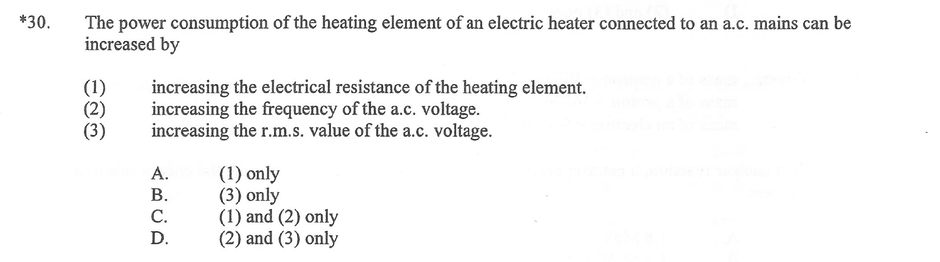 *30. The power consumption of the heating element of an electric heater connected to an a.c. mains can be
increased by
(1) increasing the electrical resistance of the heating element.
(2) increasing the frequency of the a.c. voltage.
(3) increasing the r.m.s. value of the a.c. voltage.
A. (1) only
B. (3) only
C. (1) and (2) only
D. (2) and (3) only